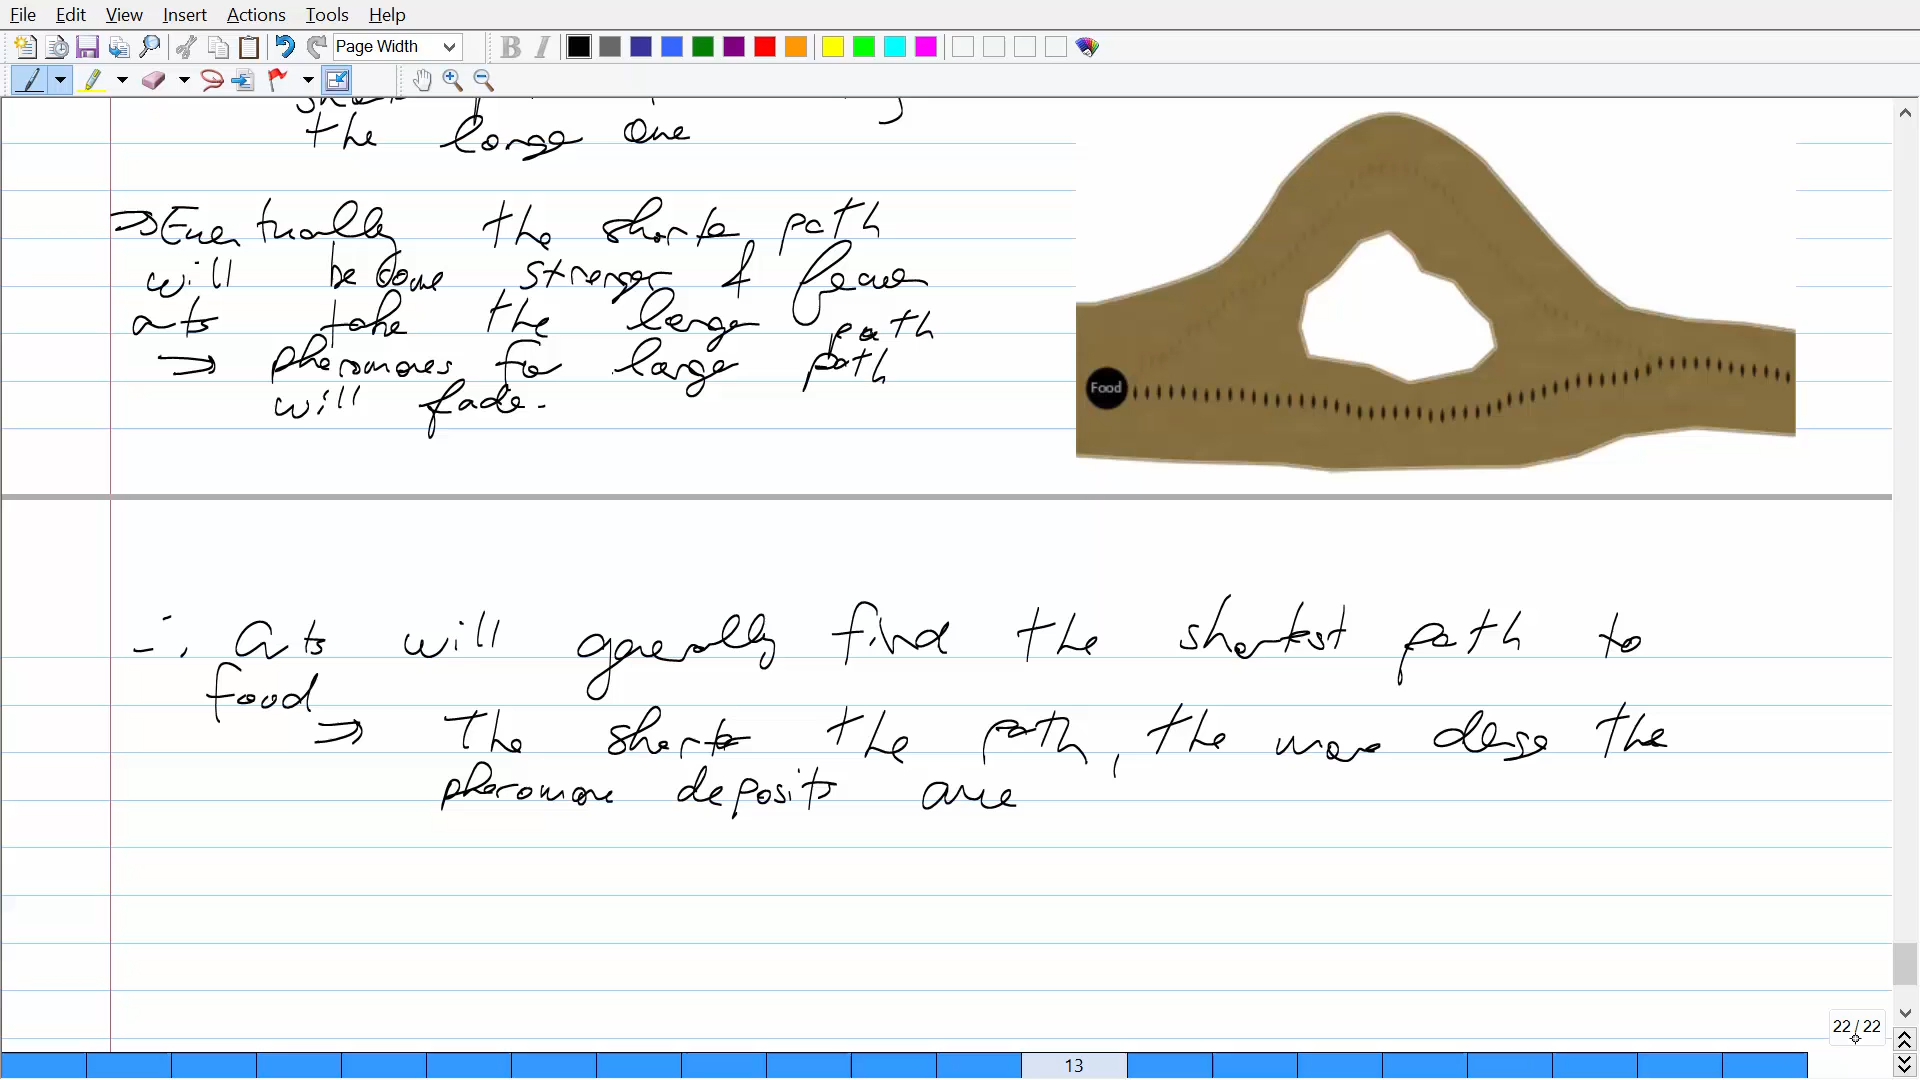 File Edit View Insert Actions Tools Help
Page Width
the large one
⇒ Eventually the shorter path
will become stronger & fewer
ants take the larger path
→ pheromones for large path
will fade.
Food
∴ Ants will generally find the shortest path to
food
⇒ The shorter the path, the more dense the
pheromone deposits are
22 / 22
13